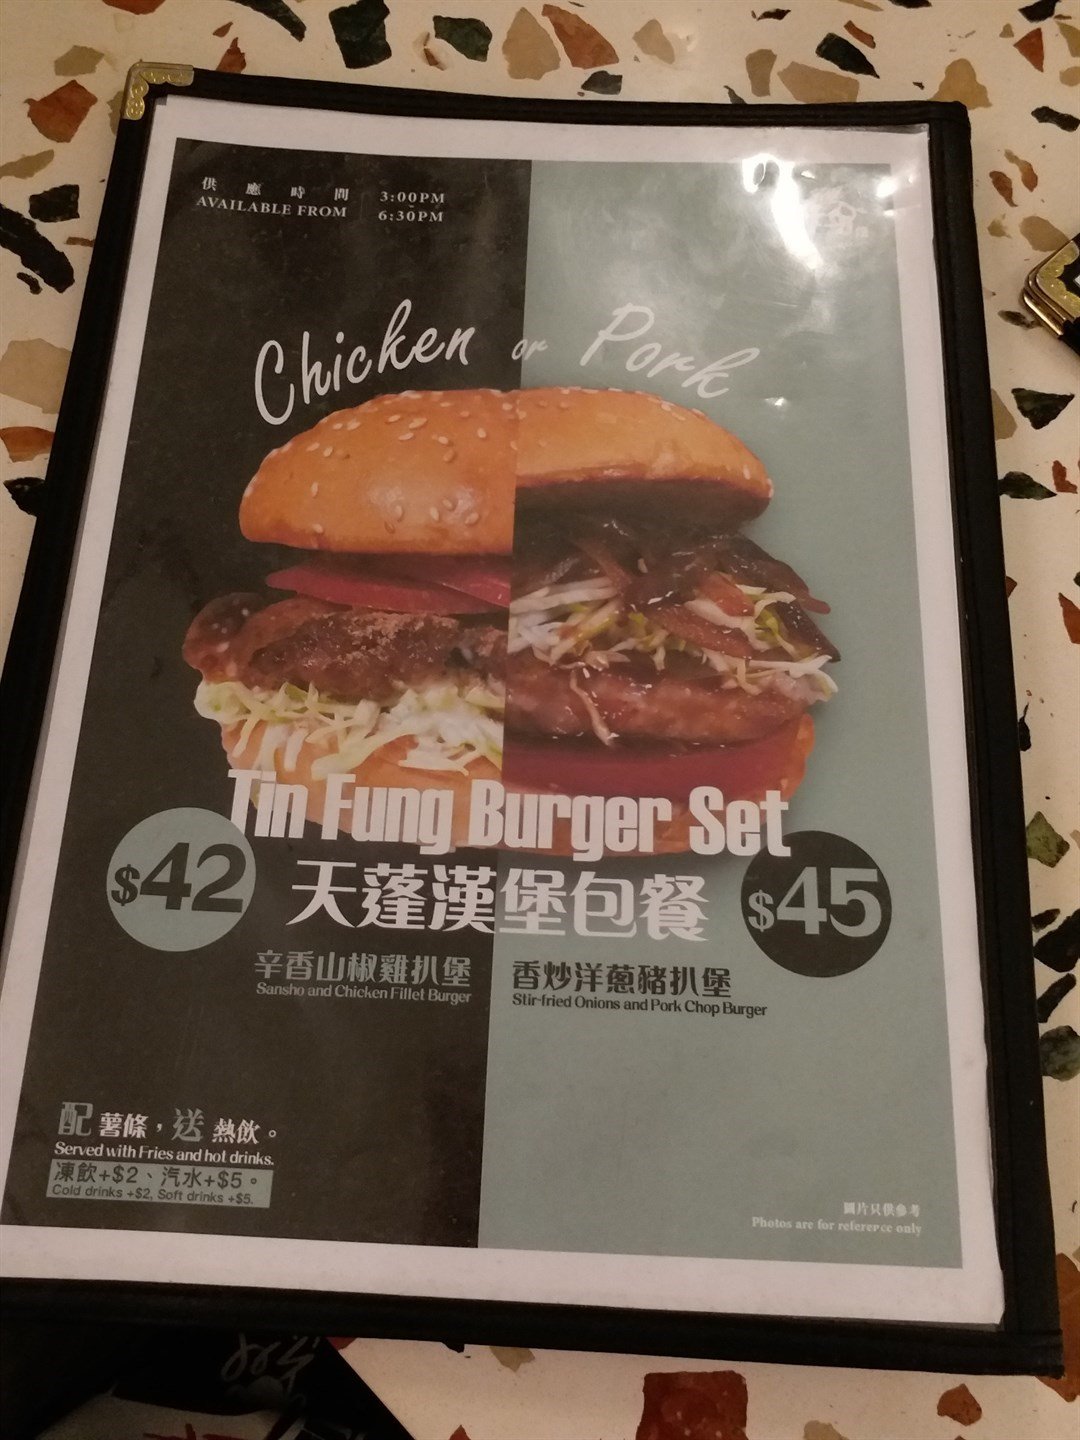 供應時間
AVAILABLE FROM
3:00PM
-
6:30PM
Chicken or Pork
Tin Fung Burger Set
$42
天蓬漢堡包餐
$45
辛香山椒雞扒堡
Sansho and Chicken Fillet Burger
香炒洋蔥豬扒堡
Stir-fried Onions and Pork Chop Burger
配薯條，送熱飲。
Served with Fries and hot drinks.
凍飲+$2、汽水+$5。
Cold drinks +$2, Soft drinks +$5.
圖片只供參考
Photos are for reference only